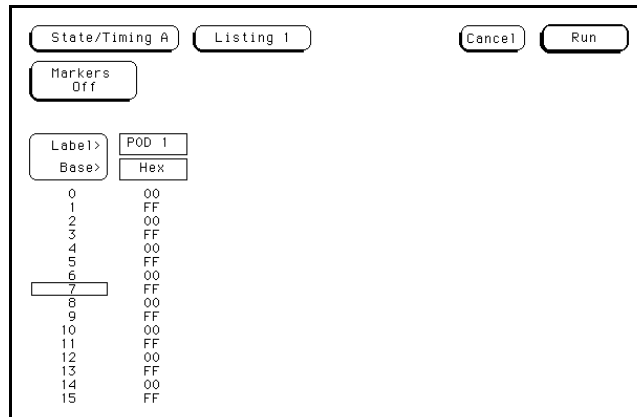 State/Timing A Listing 1 Cancel Run
Markers
Off
Label> POD 1
Base> Hex
0 00
1 FF
2 00
3 FF
4 00
5 FF
6 00
7 FF
8 00
9 FF
10 00
11 FF
12 00
13 FF
14 00
15 FF